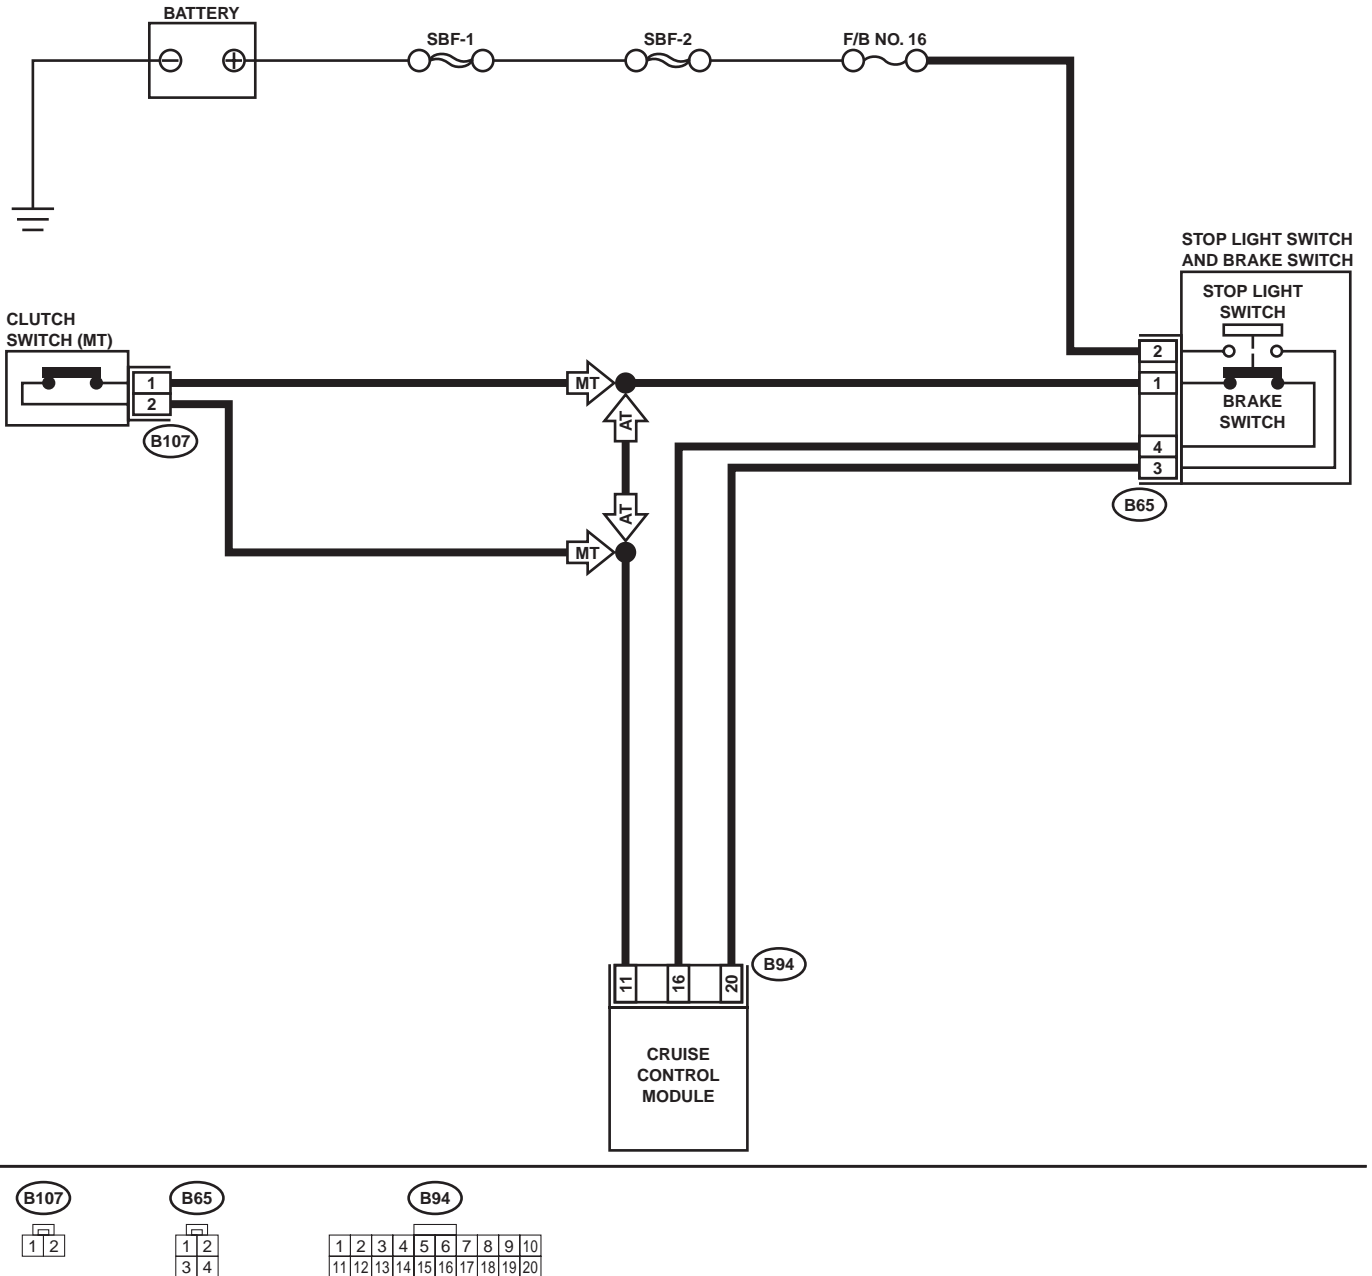 BATTERY
SBF-1
SBF-2
F/B NO. 16
STOP LIGHT SWITCH
AND BRAKE SWITCH
STOP LIGHT
SWITCH
2
1
BRAKE
SWITCH
4
3
B65
CLUTCH
SWITCH (MT)
1
2
B107
MT
AT
AT
MT
11
16
20
B94
CRUISE
CONTROL
MODULE
B107
1 2
B65
1 2
3 4
B94
1 2 3 4 5 6 7 8 9 10
11 12 13 14 15 16 17 18 19 20